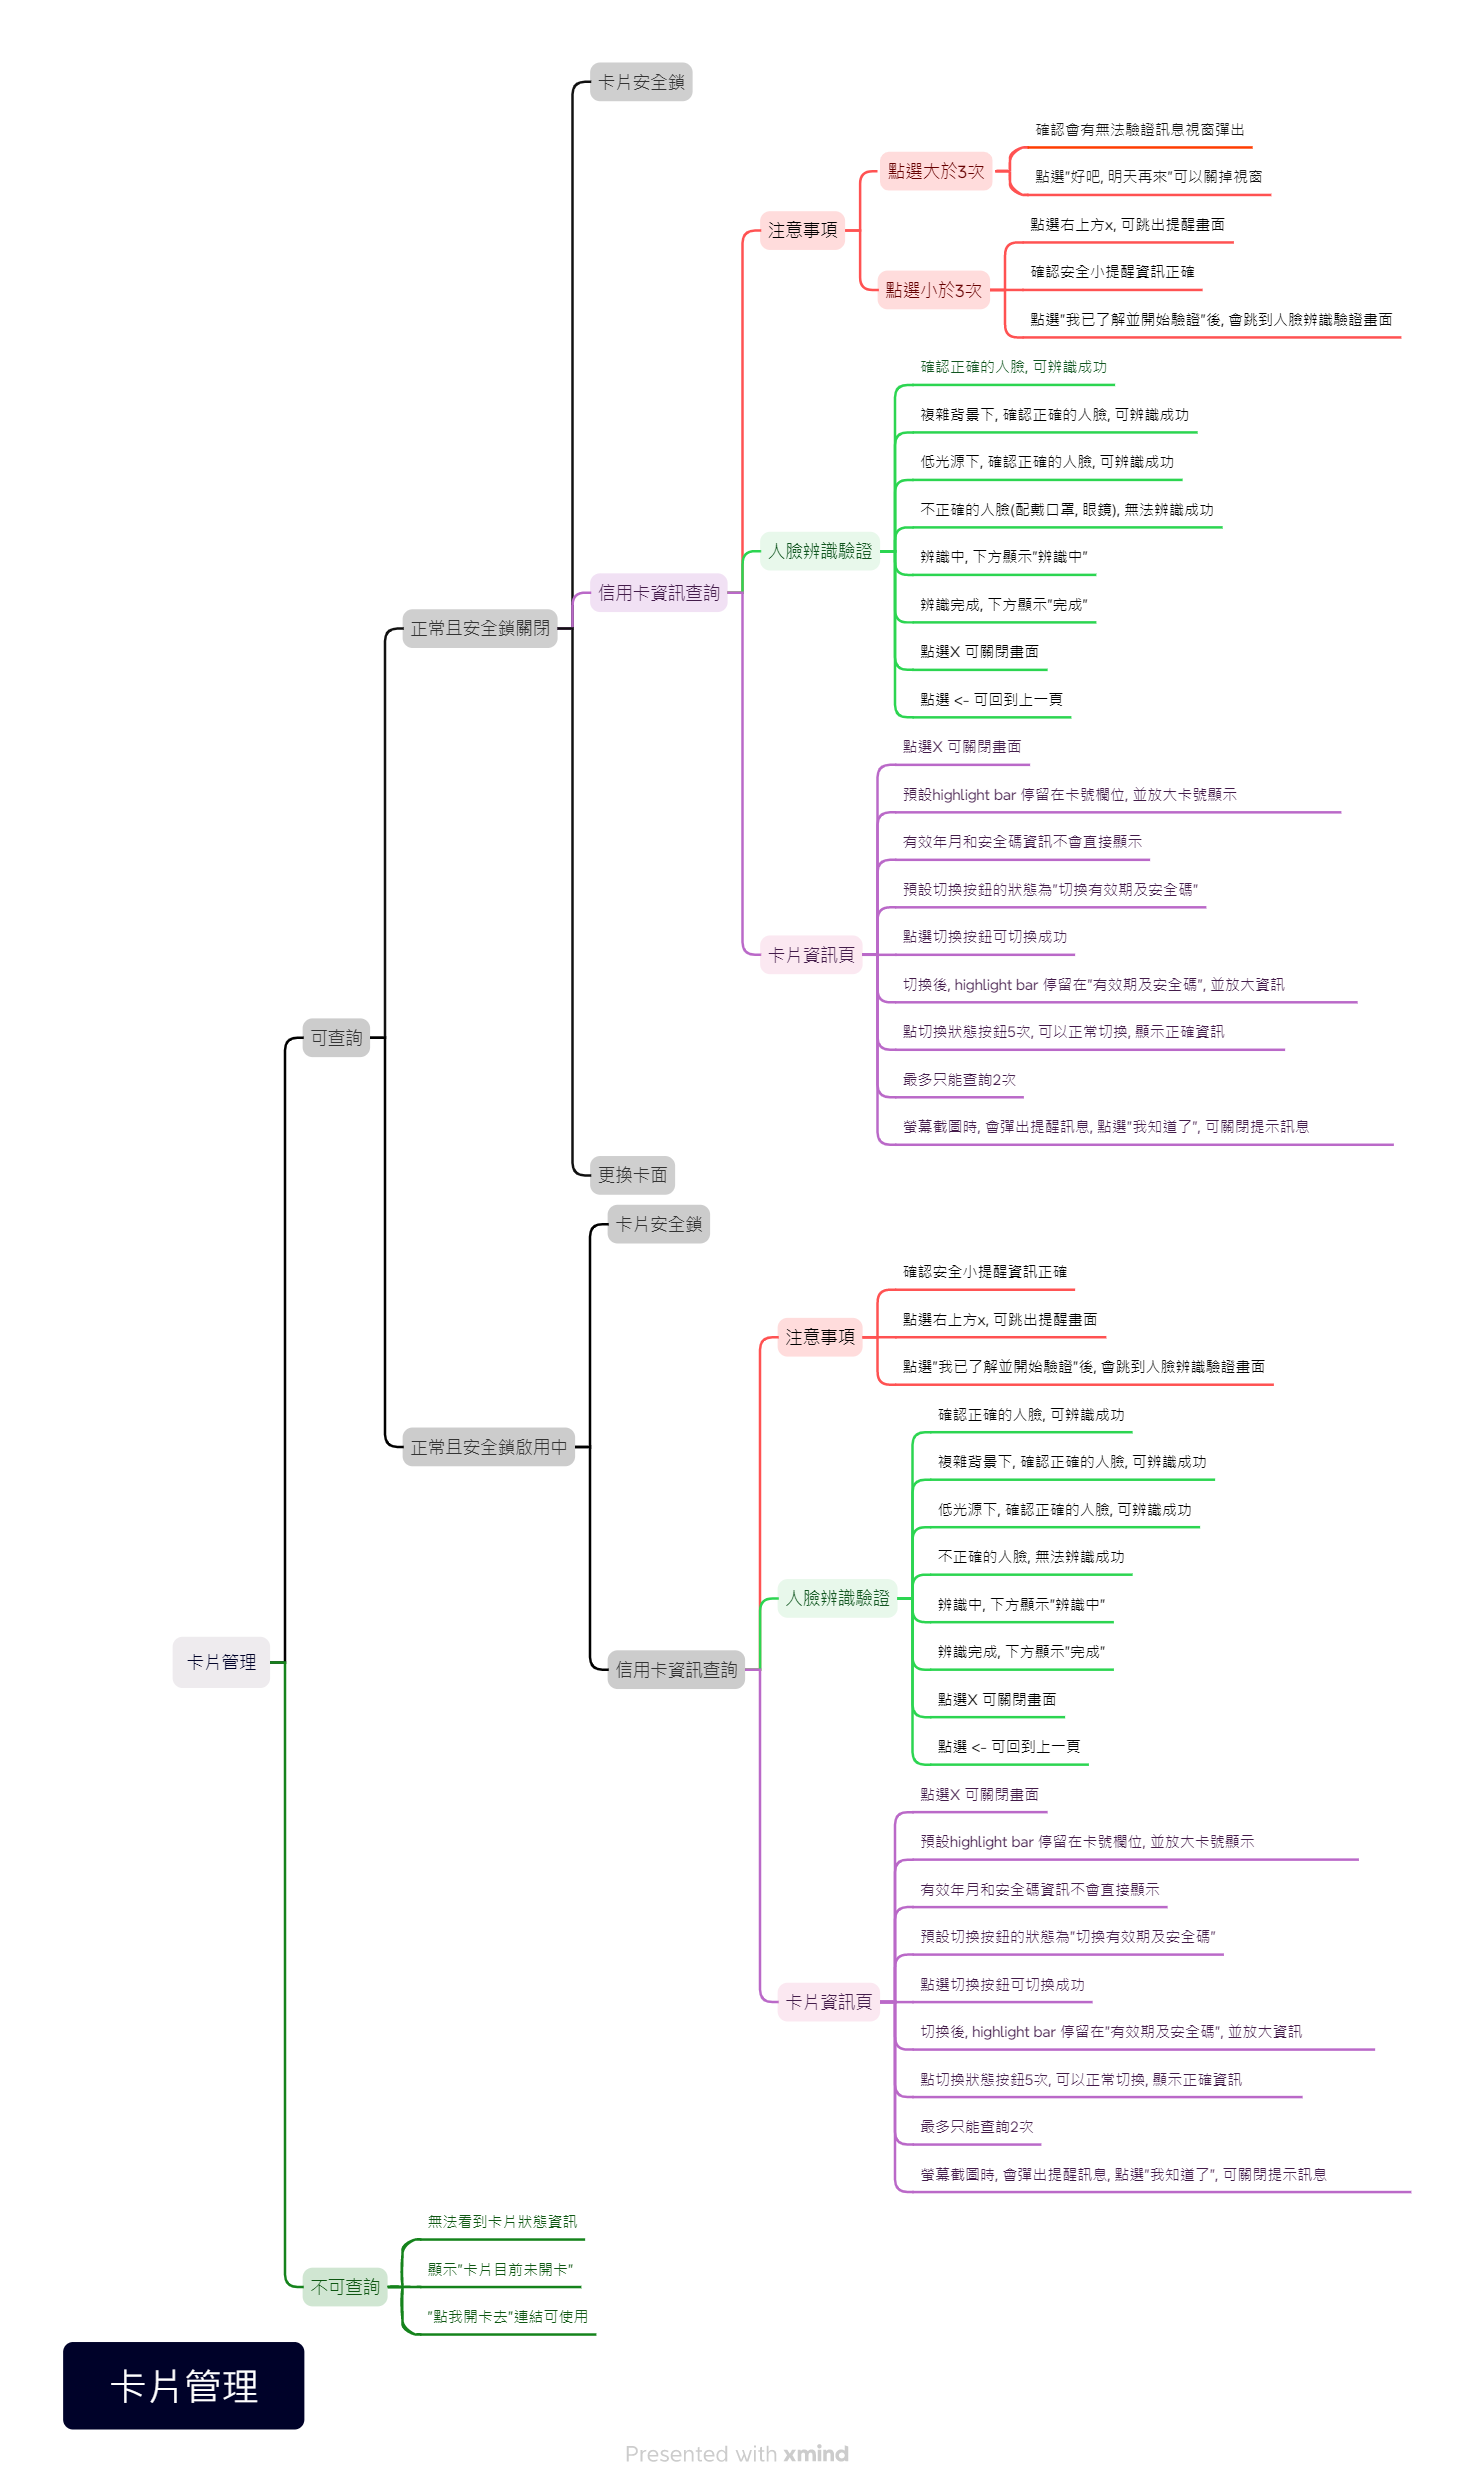 卡片安全鎖
確認會有無法驗證訊息視窗彈出
點選大於3次
點選"好吧, 明天再來"可以關掉視窗
注意事項
點選右上方x, 可跳出提醒畫面
點選小於3次
確認安全小提醒資訊正確
點選"我已了解並開始驗證"後, 會跳到人臉辨識驗證畫面
確認正確的人臉, 可辨識成功
複雜背景下, 確認正確的人臉, 可辨識成功
低光源下, 確認正確的人臉, 可辨識成功
不正確的人臉(配戴口罩, 眼鏡), 無法辨識成功
人臉辨識驗證
辨識中, 下方顯示"辨識中"
信用卡資訊查詢
辨識完成, 下方顯示"完成"
正常且安全鎖關閉
點選X 可關閉畫面
點選 <- 可回到上一頁
點選X 可關閉畫面
預設highlight bar 停留在卡號欄位, 並放大卡號顯示
有效年月和安全碼資訊不會直接顯示
預設切換按鈕的狀態為"切換有效期及安全碼"
點選切換按鈕可切換成功
卡片資訊頁
切換後, highlight bar 停留在"有效期及安全碼", 並放大資訊
點切換狀態按鈕5次, 可以正常切換, 顯示正確資訊
可查詢
最多只能查詢2次
螢幕截圖時, 會彈出提醒訊息, 點選"我知道了", 可關閉提示訊息
更換卡面
卡片安全鎖
確認安全小提醒資訊正確
點選右上方x, 可跳出提醒畫面
注意事項
點選"我已了解並開始驗證"後, 會跳到人臉辨識驗證畫面
確認正確的人臉, 可辨識成功
正常且安全鎖啟用中
複雜背景下, 確認正確的人臉, 可辨識成功
低光源下, 確認正確的人臉, 可辨識成功
不正確的人臉, 無法辨識成功
人臉辨識驗證
辨識中, 下方顯示"辨識中"
辨識完成, 下方顯示"完成"
卡片管理
信用卡資訊查詢
點選X 可關閉畫面
點選 <- 可回到上一頁
點選X 可關閉畫面
預設highlight bar 停留在卡號欄位, 並放大卡號顯示
有效年月和安全碼資訊不會直接顯示
預設切換按鈕的狀態為"切換有效期及安全碼"
點選切換按鈕可切換成功
卡片資訊頁
切換後, highlight bar 停留在"有效期及安全碼", 並放大資訊
點切換狀態按鈕5次, 可以正常切換, 顯示正確資訊
最多只能查詢2次
螢幕截圖時, 會彈出提醒訊息, 點選"我知道了", 可關閉提示訊息
無法看到卡片狀態資訊
顯示"卡片目前未開卡"
不可查詢
"點我開卡去"連結可使用
卡片管理
Presented with xmind